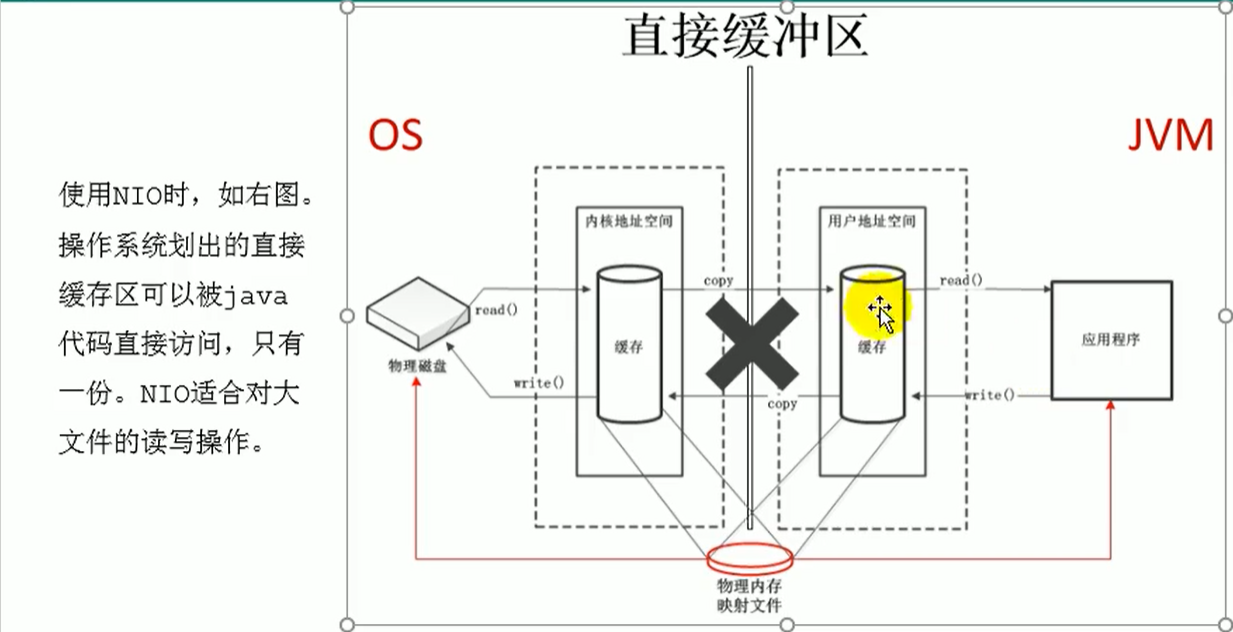 直接缓冲区
OS
JVM
使用NIO时，如右图。
操作系统划出的直接
缓存区可以被java
代码直接访问，只有
一份。NIO适合对大
文件的读写操作。
内核地址空间
用户地址空间
copy
read()
read()
缓存
缓存
应用程序
物理磁盘
write()
copy
write()
物理内存
映射文件